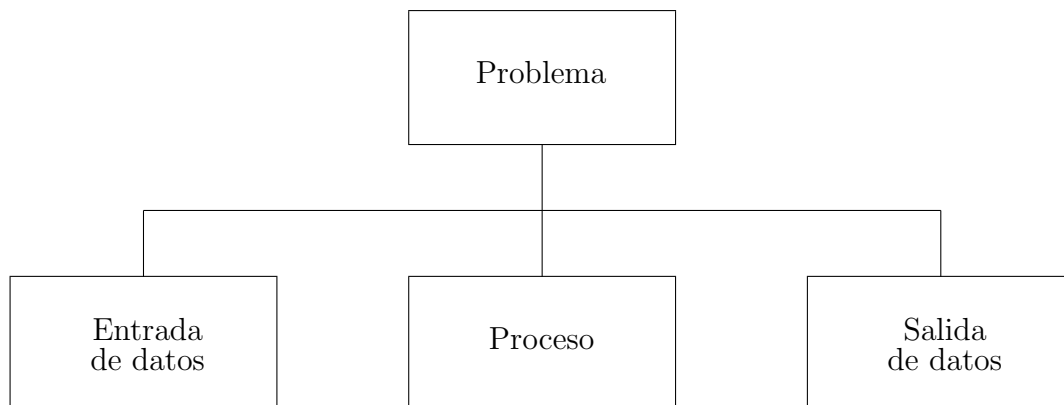 Problema
Entrada
de datos
Proceso
Salida
de datos